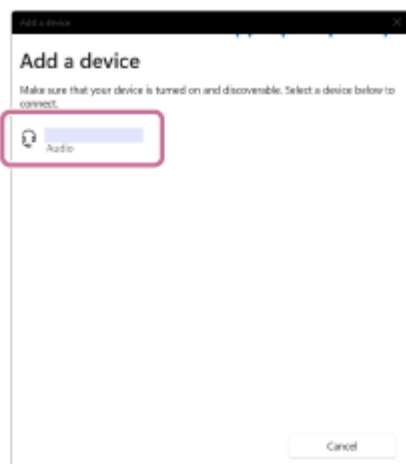 Add a device
Add a device
Make sure that your device is turned on and discoverable. Select a device below to
connect.
Audio
Cancel